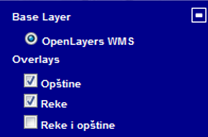 Base Layer
OpenLayers WMS
Overlays
Opštine
Reke
Reke i opštine